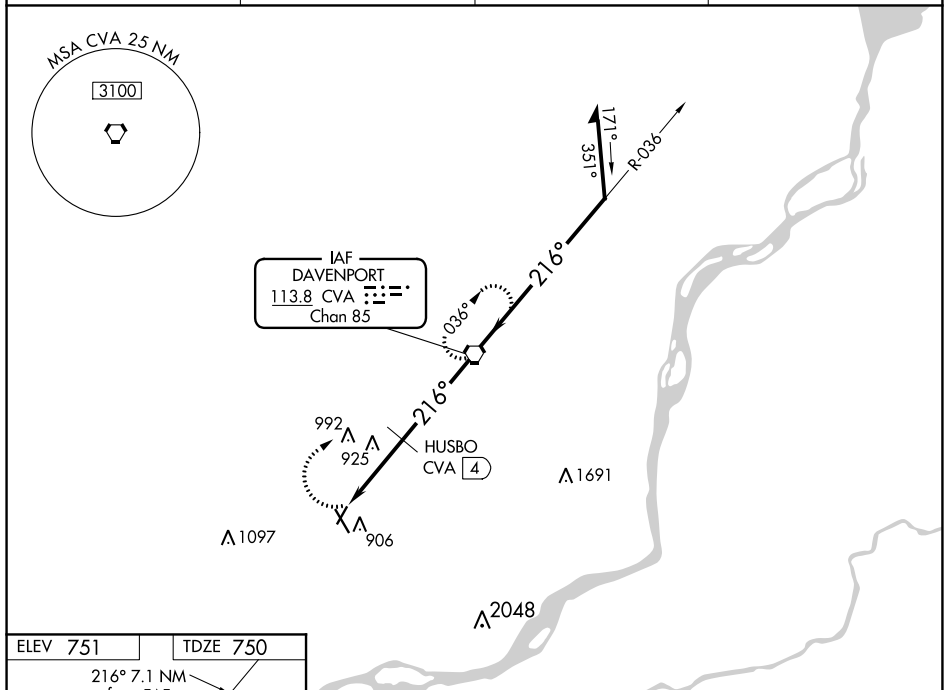 MSA CVA 25 NM
3100
171°
351°
R-036
216°
IAF
DAVENPORT
113.8 CVA
Chan 85
036°
216°
992
925
HUSBO
CVA 4
1691
1097
906
2048
ELEV 751
TDZE 750
216° 7.1 NM